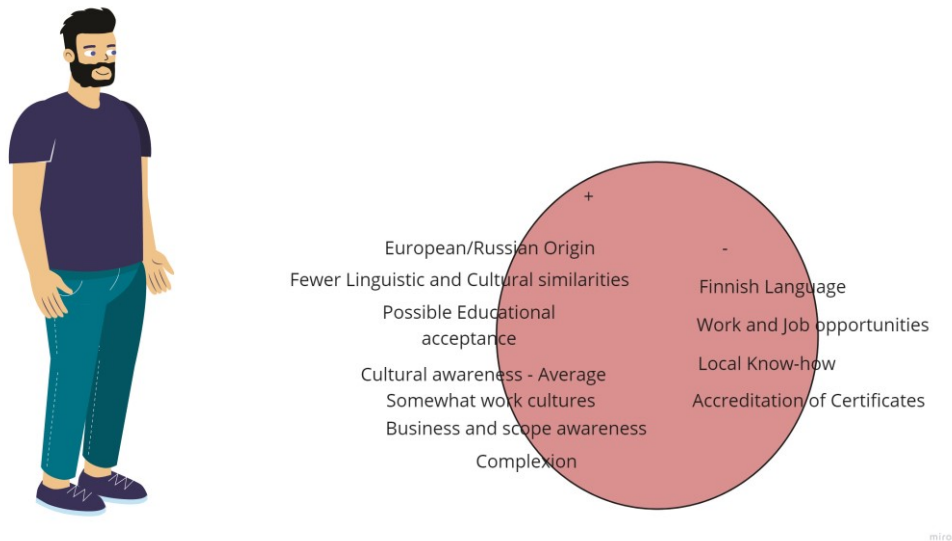 +
European/Russian Origin
Fewer Linguistic and Cultural similarities
Possible Educational
acceptance
Cultural awareness - Average
Somewhat work cultures
Business and scope awareness
Complexion
-
Finnish Language
Work and Job opportunities
Local Know-how
Accreditation of Certificates
miro